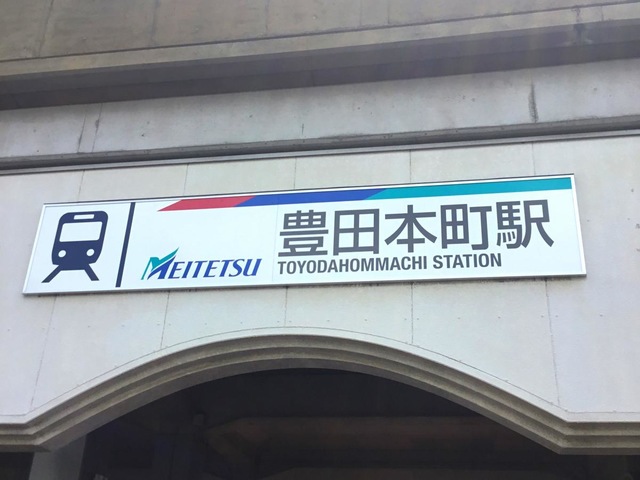 豊田本町駅
MEITETSU
TOYODAHOMMACHI STATION